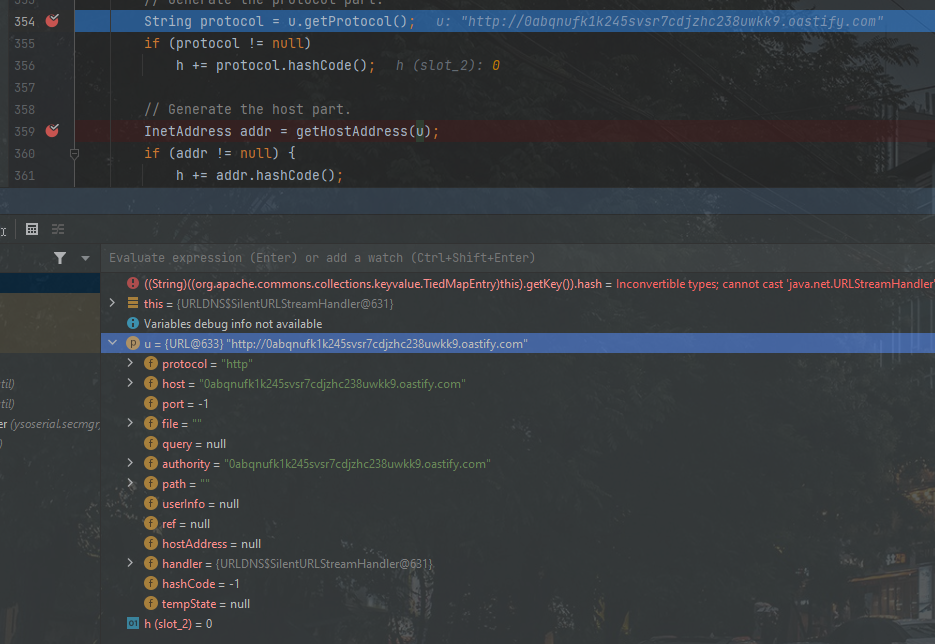 // Generate the protocol part.
354 String protocol = u.getProtocol(); u: "http://0abqnufk1k245svsr7cdjzhc238uwkk9.oastify.com"
355 if (protocol != null)
356 h += protocol.hashCode(); h (slot_2): 0
357
358 // Generate the host part.
359 InetAddress addr = getHostAddress(u);
360 if (addr != null) {
361 h += addr.hashCode();
Evaluate expression (Enter) or add a watch (Ctrl+Shift+Enter)
((String)((org.apache.commons.collections.keyvalue.TiedMapEntry)this).getKey()).hash = Inconvertible types; cannot cast 'java.net.URLStreamHandler'
this = {URLDNS$SilentURLStreamHandler@631}
Variables debug info not available
u = {URL@633} "http://0abqnufk1k245svsr7cdjzhc238uwkk9.oastify.com"
protocol = "http"
til)
host = "0abqnufk1k245svsr7cdjzhc238uwkk9.oastify.com"
til)
port = -1
er (ysoserial.secmgr,
file = ""
)
query = null
authority = "0abqnufk1k245svsr7cdjzhc238uwkk9.oastify.com"
path = ""
userInfo = null
ref = null
hostAddress = null
handler = {URLDNS$SilentURLStreamHandler@631}
hashCode = -1
tempState = null
h (slot_2) = 0